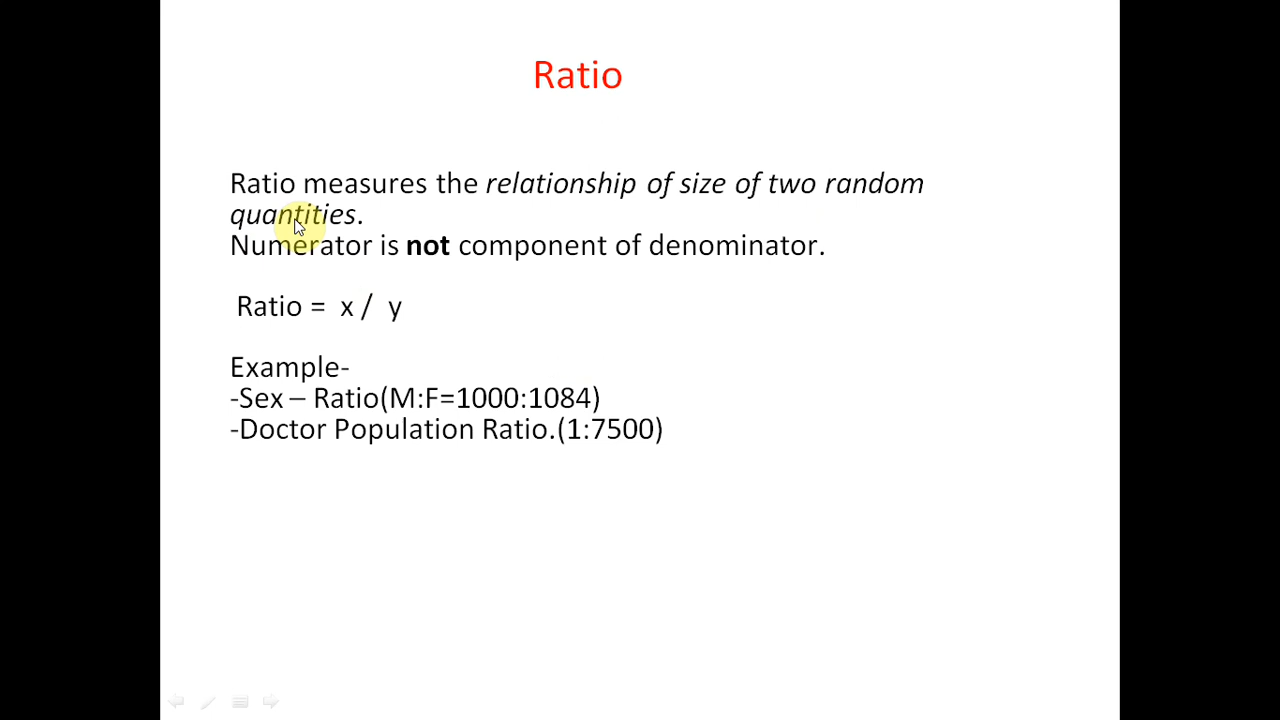 Ratio
Ratio measures the relationship of size of two random
quantities.
Numerator is not component of denominator.
Ratio = x / y
Example-
-Sex – Ratio(M:F=1000:1084)
-Doctor Population Ratio.(1:7500)